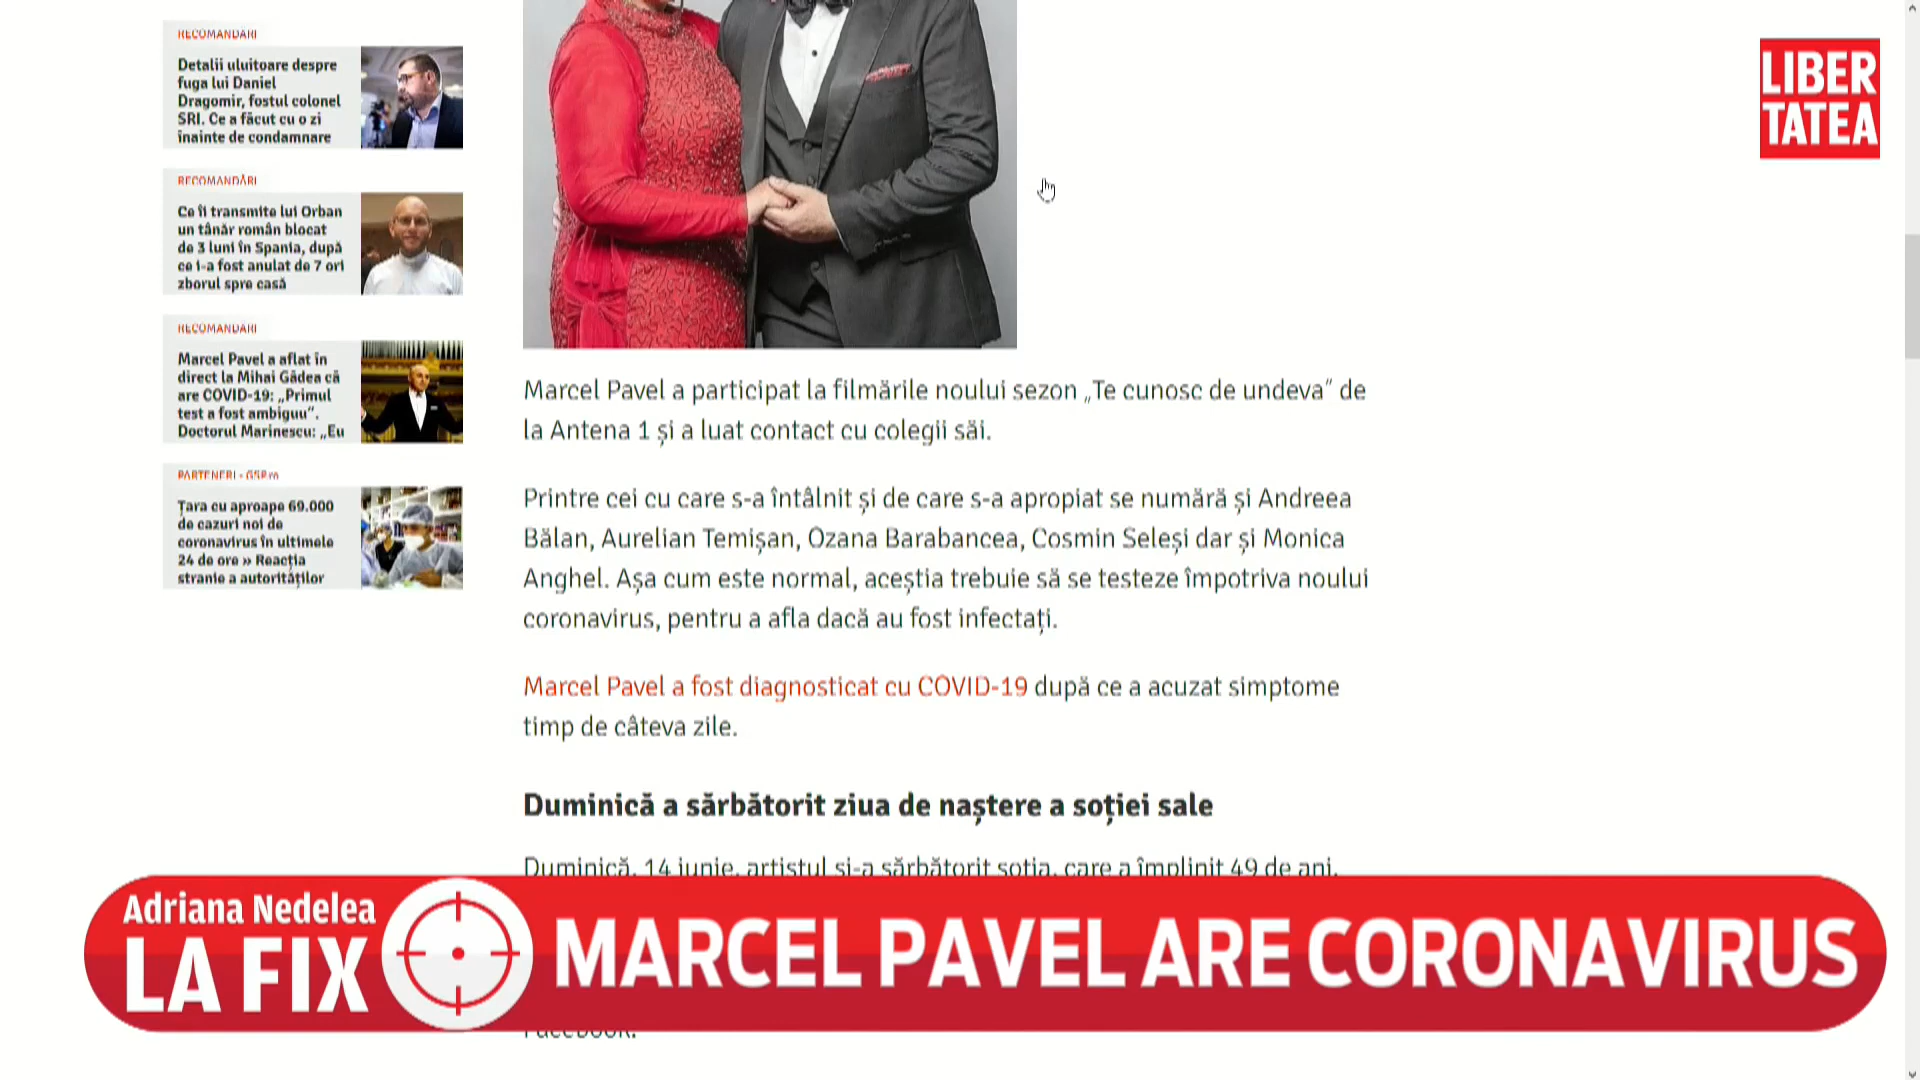 RECOMANDĂRI
Detalii uluitoare despre
fuga lui Daniel
Dragomir, fostul colonel
SRI. Ce a făcut cu o zi
înainte de condamnare
RECOMANDĂRI
Ce îi transmite lui Orban
un tânăr român blocat
de 3 luni în Spania, după
ce i-a fost anulat de 7 ori
zborul spre casă
RECOMANDĂRI
Marcel Pavel a aflat în
direct la Mihai Gâdea că
are COVID-19: „Primul
test a fost ambiguu”.
Doctorul Marinescu: „Eu
PARTENERI - GSP.ro
Țara cu aproape 69.000
de cazuri noi de
coronavirus în ultimele
24 de ore » Reacția
stranie a autorităților
LIBER
TATEA
Marcel Pavel a participat la filmările noului sezon „Te cunosc de undeva” de
la Antena 1 și a luat contact cu colegii săi.
Printre cei cu care s-a întâlnit și de care s-a apropiat se numără și Andreea
Bălan, Aurelian Temișan, Ozana Barabancea, Cosmin Seleși dar și Monica
Anghel. Așa cum este normal, aceștia trebuie să se testeze împotriva noului
coronavirus, pentru a afla dacă au fost infectați.
Marcel Pavel a fost diagnosticat cu COVID-19 după ce a acuzat simptome
timp de câteva zile.
Duminică a sărbătorit ziua de naștere a soției sale
Duminică, 14 iunie, artistul și-a sărbătorit soția, care a împlinit 49 de ani.
Adriana Nedelea
LA FIX
MARCEL PAVEL ARE CORONAVIRUS
Facebook.